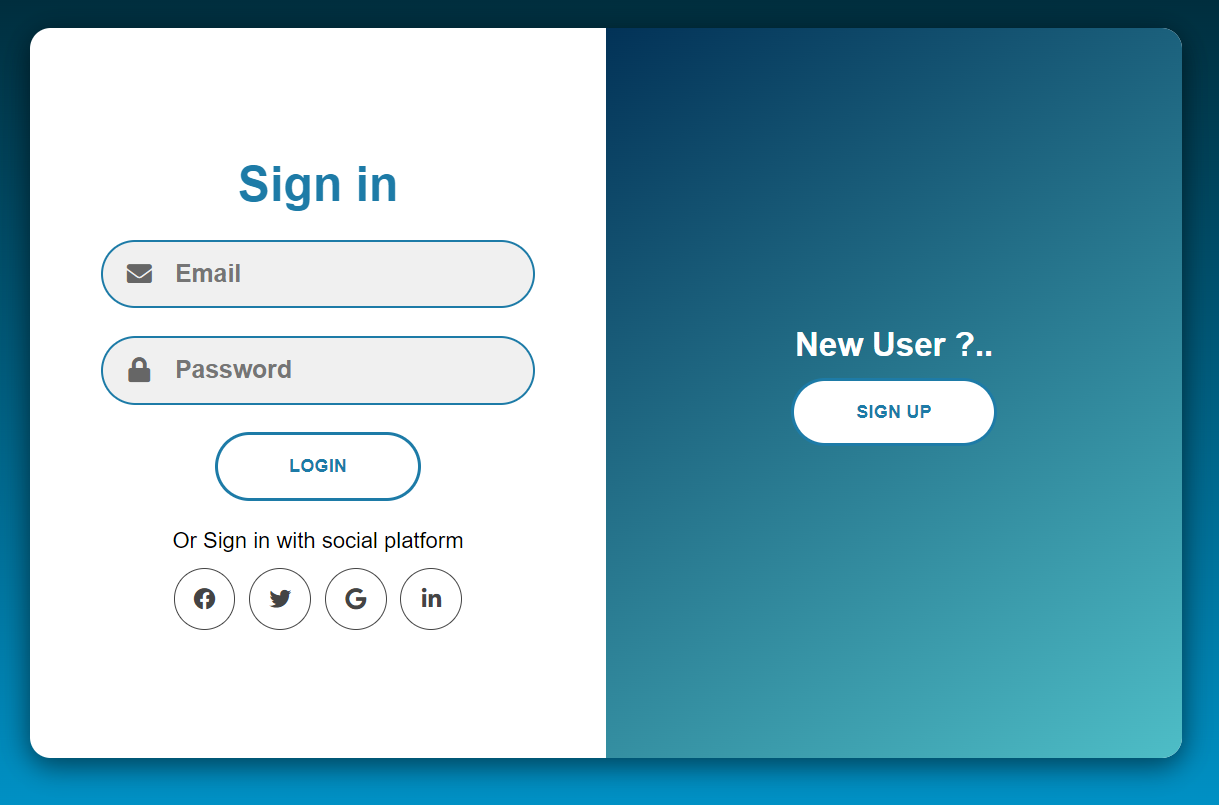 Sign in
Email
Password
LOGIN
Or Sign in with social platform
New User ?..
SIGN UP